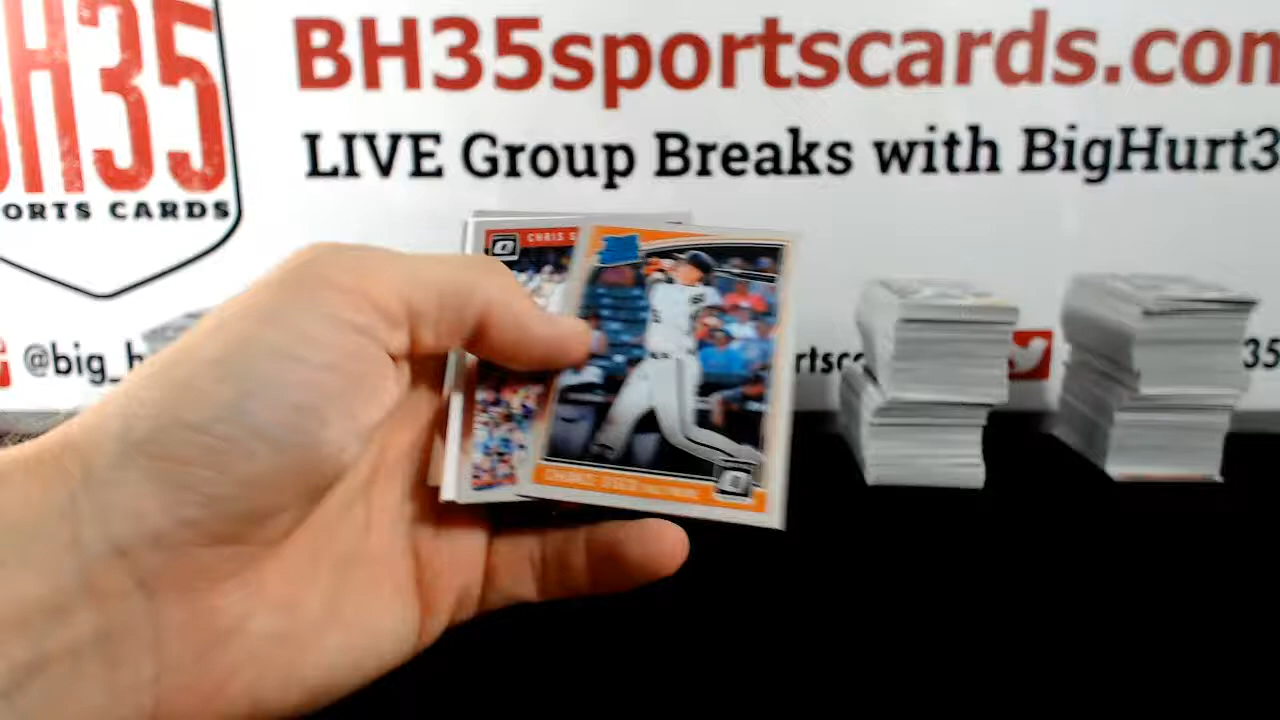 BH35sportscards.com
LIVE Group Breaks with BigHurt3
H35
ORTS CARDS
CHRIS S
@big_h
rtsc
35